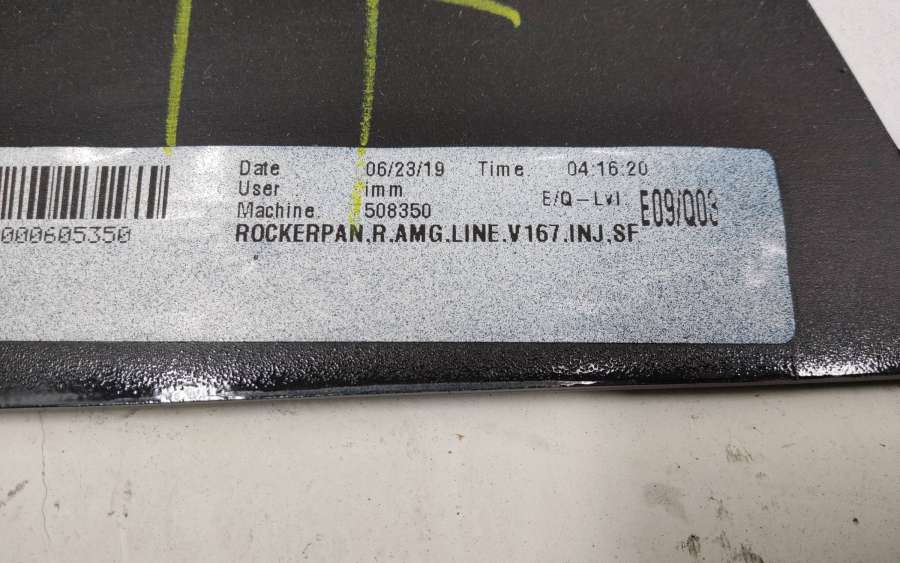 Date 06/23/19 Time 04:16:20
User imm
Machine: 508350 E/Q-Lvl E09/Q03
000605350 ROCKERPAN,R,AMG,LINE,V167,INJ,SF